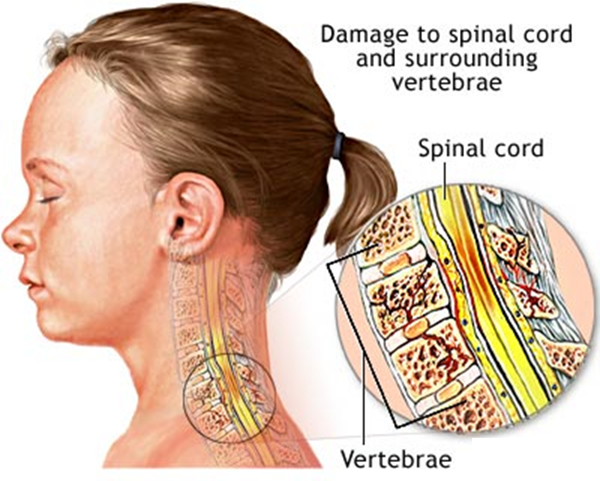 Damage to spinal cord
and surrounding
vertebrae
Spinal cord
Vertebrae